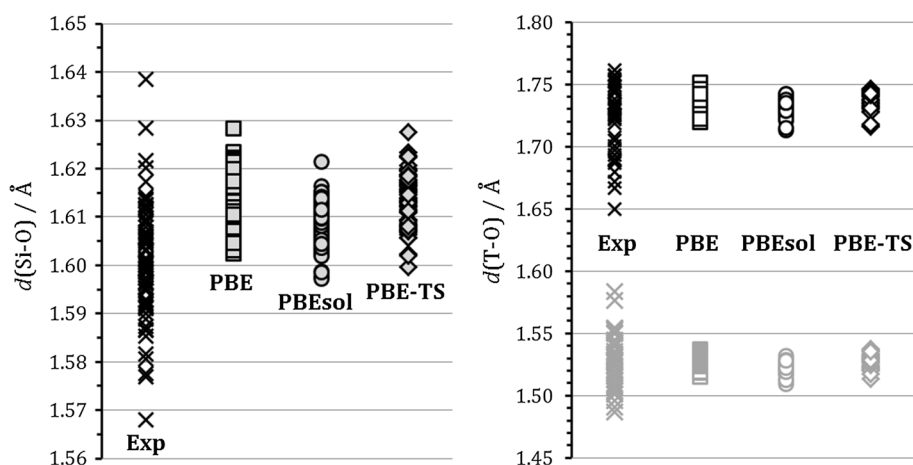 d(Si-O) / Å
1.65
1.64
1.63
1.62
1.61
1.60
1.59
1.58
1.57
1.56
Exp
PBE
PBEsol
PBE-TS
d(T-O) / Å
1.80
1.75
1.70
1.65
1.60
1.55
1.50
1.45
Exp
PBE
PBEsol
PBE-TS